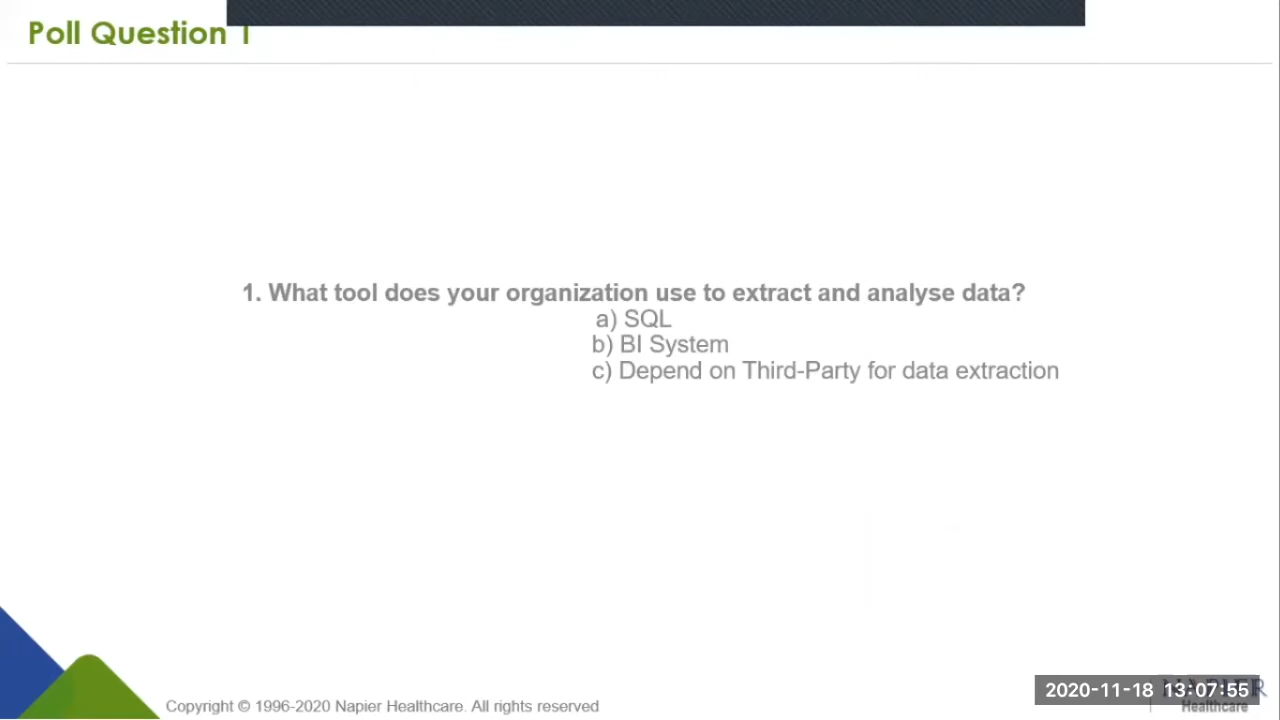 Poll Question 1
1. What tool does your organization use to extract and analyse data?
a) SQL
b) BI System
c) Depend on Third-Party for data extraction
Copyright © 1996-2020 Napier Healthcare. All rights reserved
2020-11-18 13:07:55
Healthcare